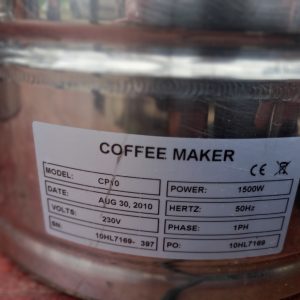 COFFEE MAKER
MODEL: CP10 POWER: 1500W
DATE: AUG 30, 2010 HERTZ: 50Hz
VOLTS: 230V PHASE: 1PH
SN: 10HL7169- 397 PO: 10HL7169